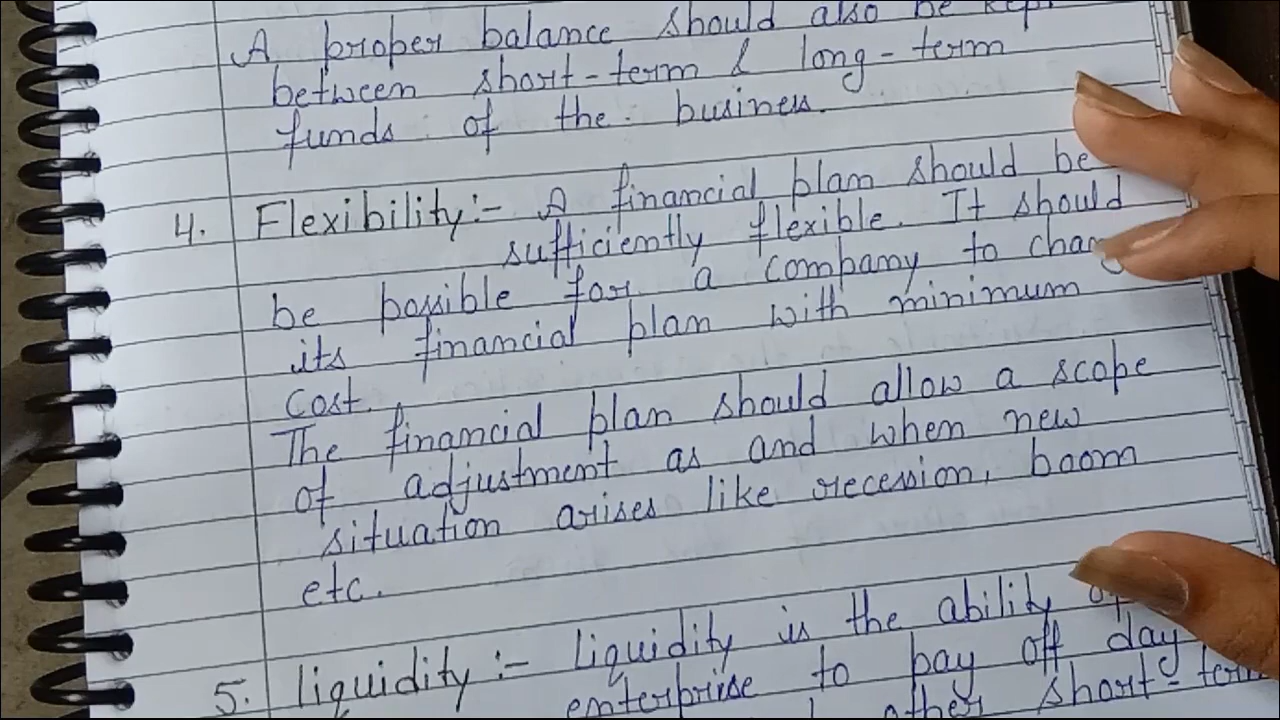 A proper balance should also be kept
between short-term & long-term
funds of the business.
4. Flexibility:- A financial plan should be
sufficiently flexible. It should
be possible for a company to chang
its financial plan with minimum
cost.
The financial plan should allow a scope
of adjustment as and when new
situation arises like recession, boom
etc.
5. liquidity:- liquidity is the ability of
enterprise to pay off day
other short-term